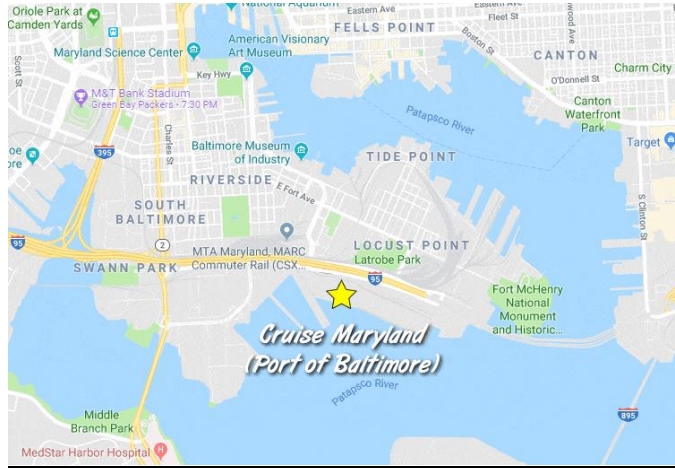 National Aquarium
Oriole Park at
Camden Yards
Eastern Ave
Eastern Ave
Fleet St
FELLS POINT
Boston St
American Visionary
Art Museum
Maryland Science Center
CANTON
Scott St
Key Hwy
O'Donnell St
Charm City
M&T Bank Stadium
Green Bay Packers · 7:30 PM
Canton
Waterfront
Park
Patapsco River
Target
395
Charles St
Baltimore Museum
of Industry
TIDE POINT
oe
ore
RIVERSIDE
E Fort Ave
S Clinton St
SOUTH
BALTIMORE
95
2
MTA Maryland, MARC
Commuter Rail (CSX...
LOCUST POINT
Latrobe Park
SWANN PARK
95
Fort McHenry
National
Monument
and Historic...
Cruise Maryland
(Port of Baltimore)
Patapsco River
Middle
Branch Park
895
MedStar Harbor Hospital
H